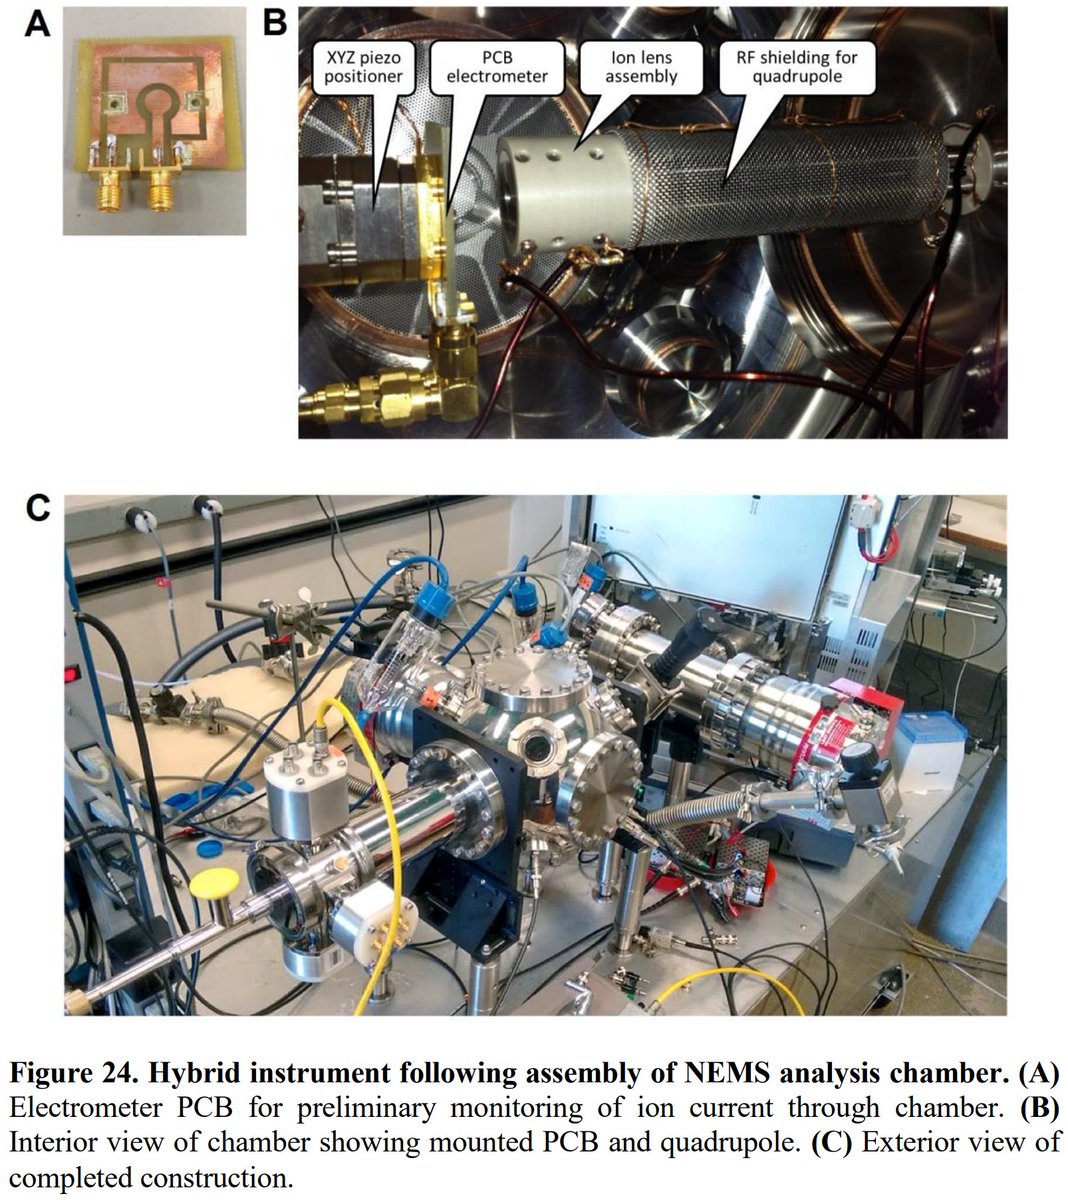 A
B
XYZ piezo
positioner
PCB
electrometer
Ion lens
assembly
RF shielding for
quadrupole
C
Figure 24. Hybrid instrument following assembly of NEMS analysis chamber. (A)
Electrometer PCB for preliminary monitoring of ion current through chamber. (B)
Interior view of chamber showing mounted PCB and quadrupole. (C) Exterior view of
completed construction.